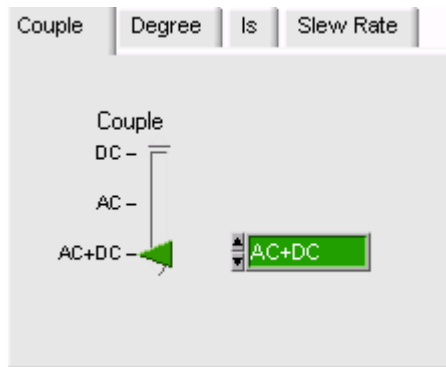 Couple Degree Is Slew Rate
Couple
DC
AC
AC+DC AC+DC